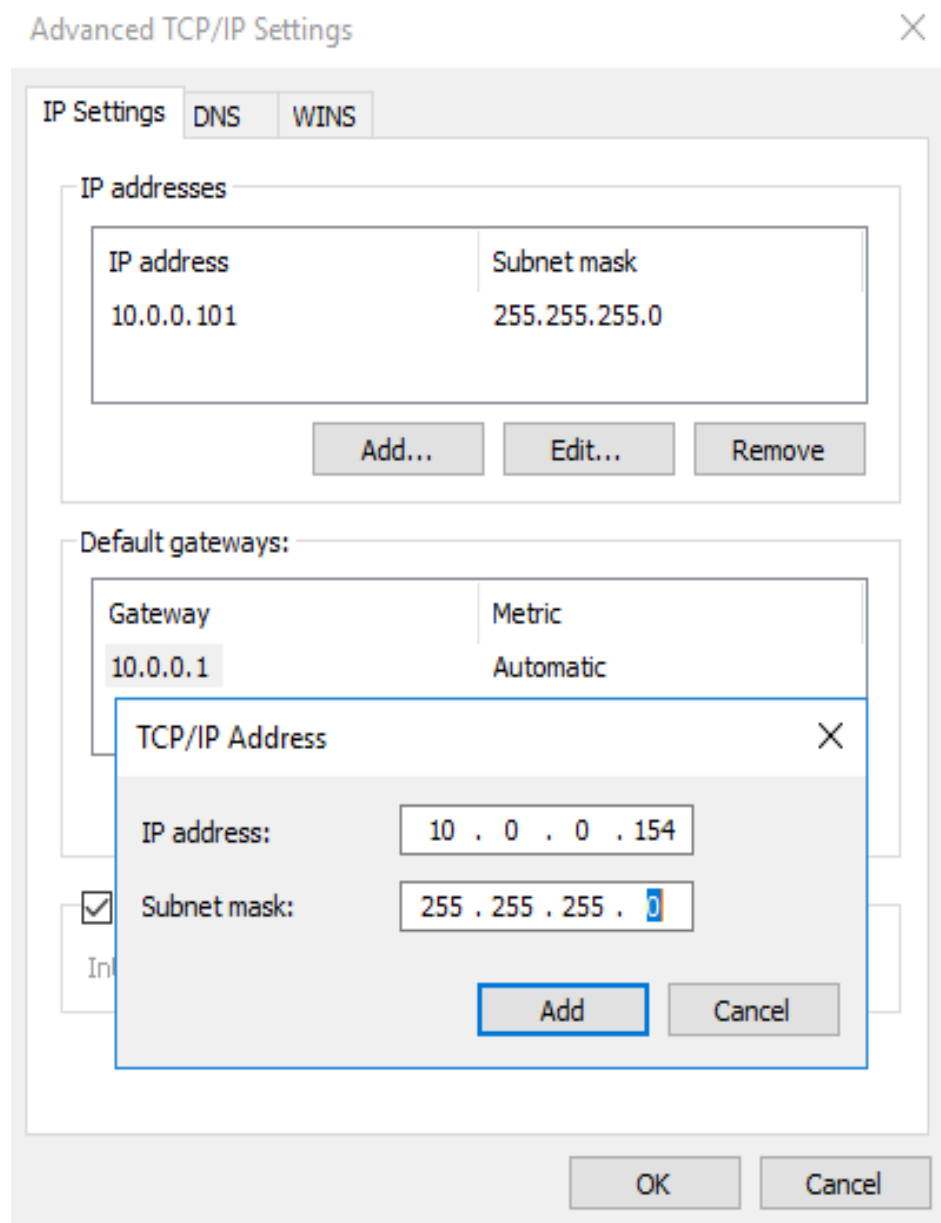 Advanced TCP/IP Settings
IP Settings DNS WINS
IP addresses
IP address Subnet mask
10.0.0.101 255.255.255.0
Add... Edit... Remove
Default gateways:
Gateway Metric
10.0.0.1 Automatic
TCP/IP Address
IP address: 10 . 0 . 0 . 154
Subnet mask: 255 . 255 . 255 . 0
Add Cancel
OK Cancel